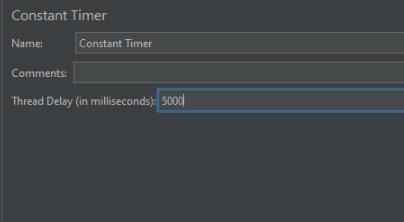 Constant Timer
Name: Constant Timer
Comments:
Thread Delay (in milliseconds): 5000